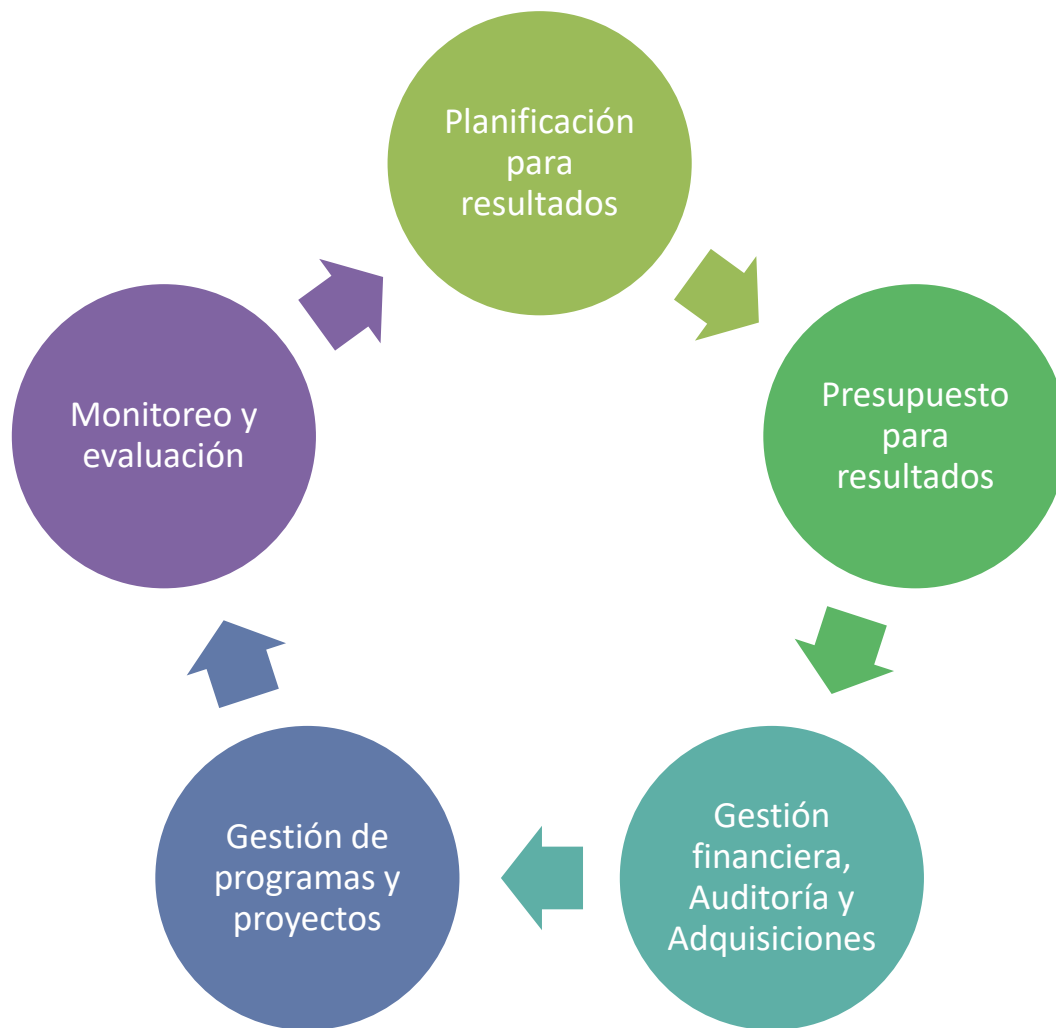 Planificación
para
resultados
Presupuesto
para
resultados
Gestión
financiera,
Auditoría y
Adquisiciones
Gestión de
programas y
proyectos
Monitoreo y
evaluación